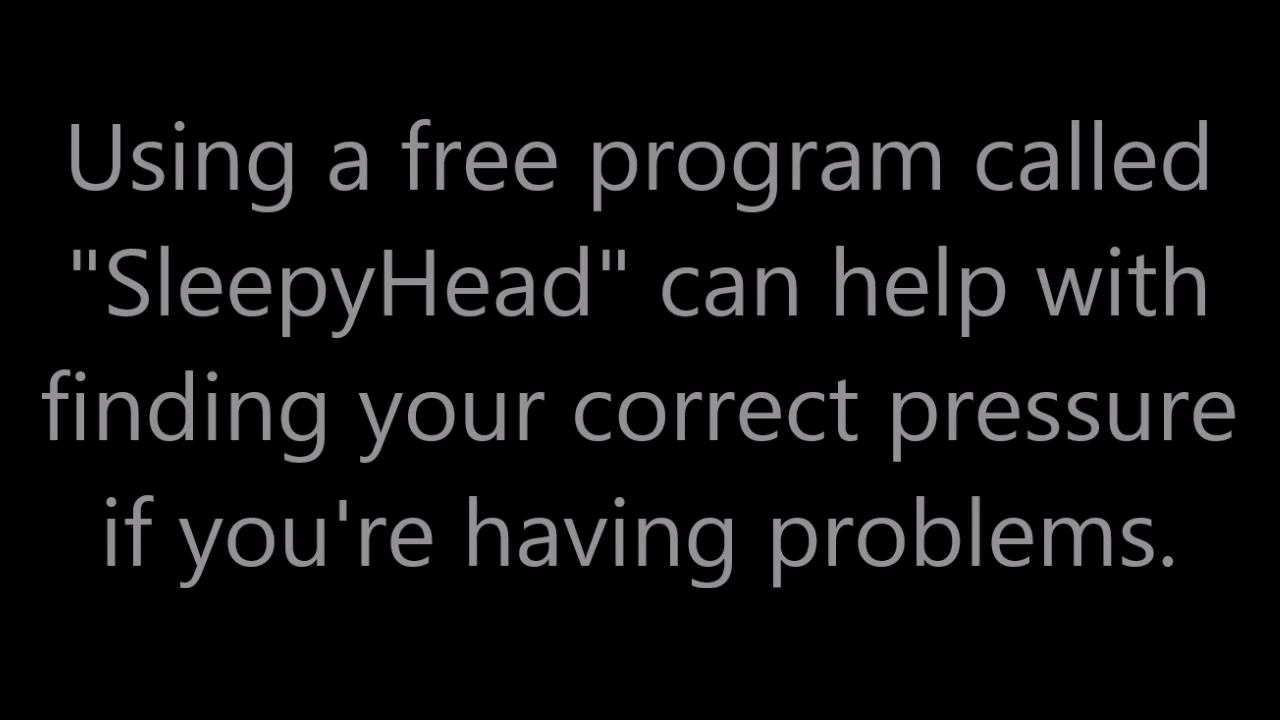 Using a free program called
"SleepyHead" can help with
finding your correct pressure
if you're having problems.